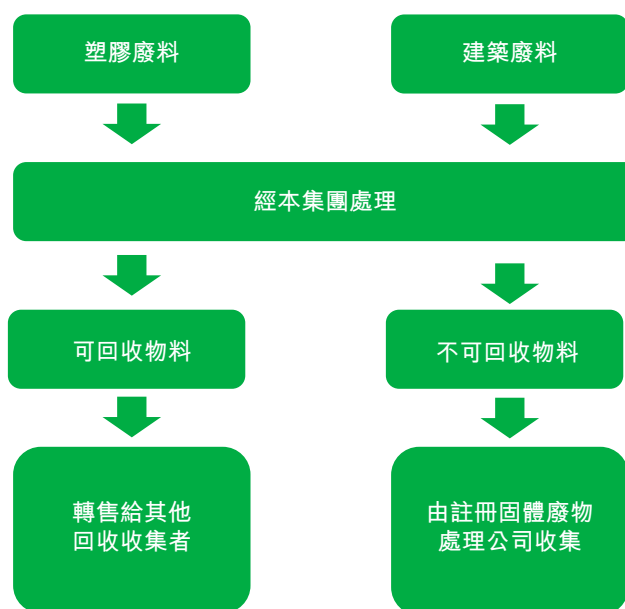 塑膠廢料
建築廢料
經本集團處理
可回收物料
不可回收物料
轉售給其他
回收收集者
由註冊固體廢物
處理公司收集